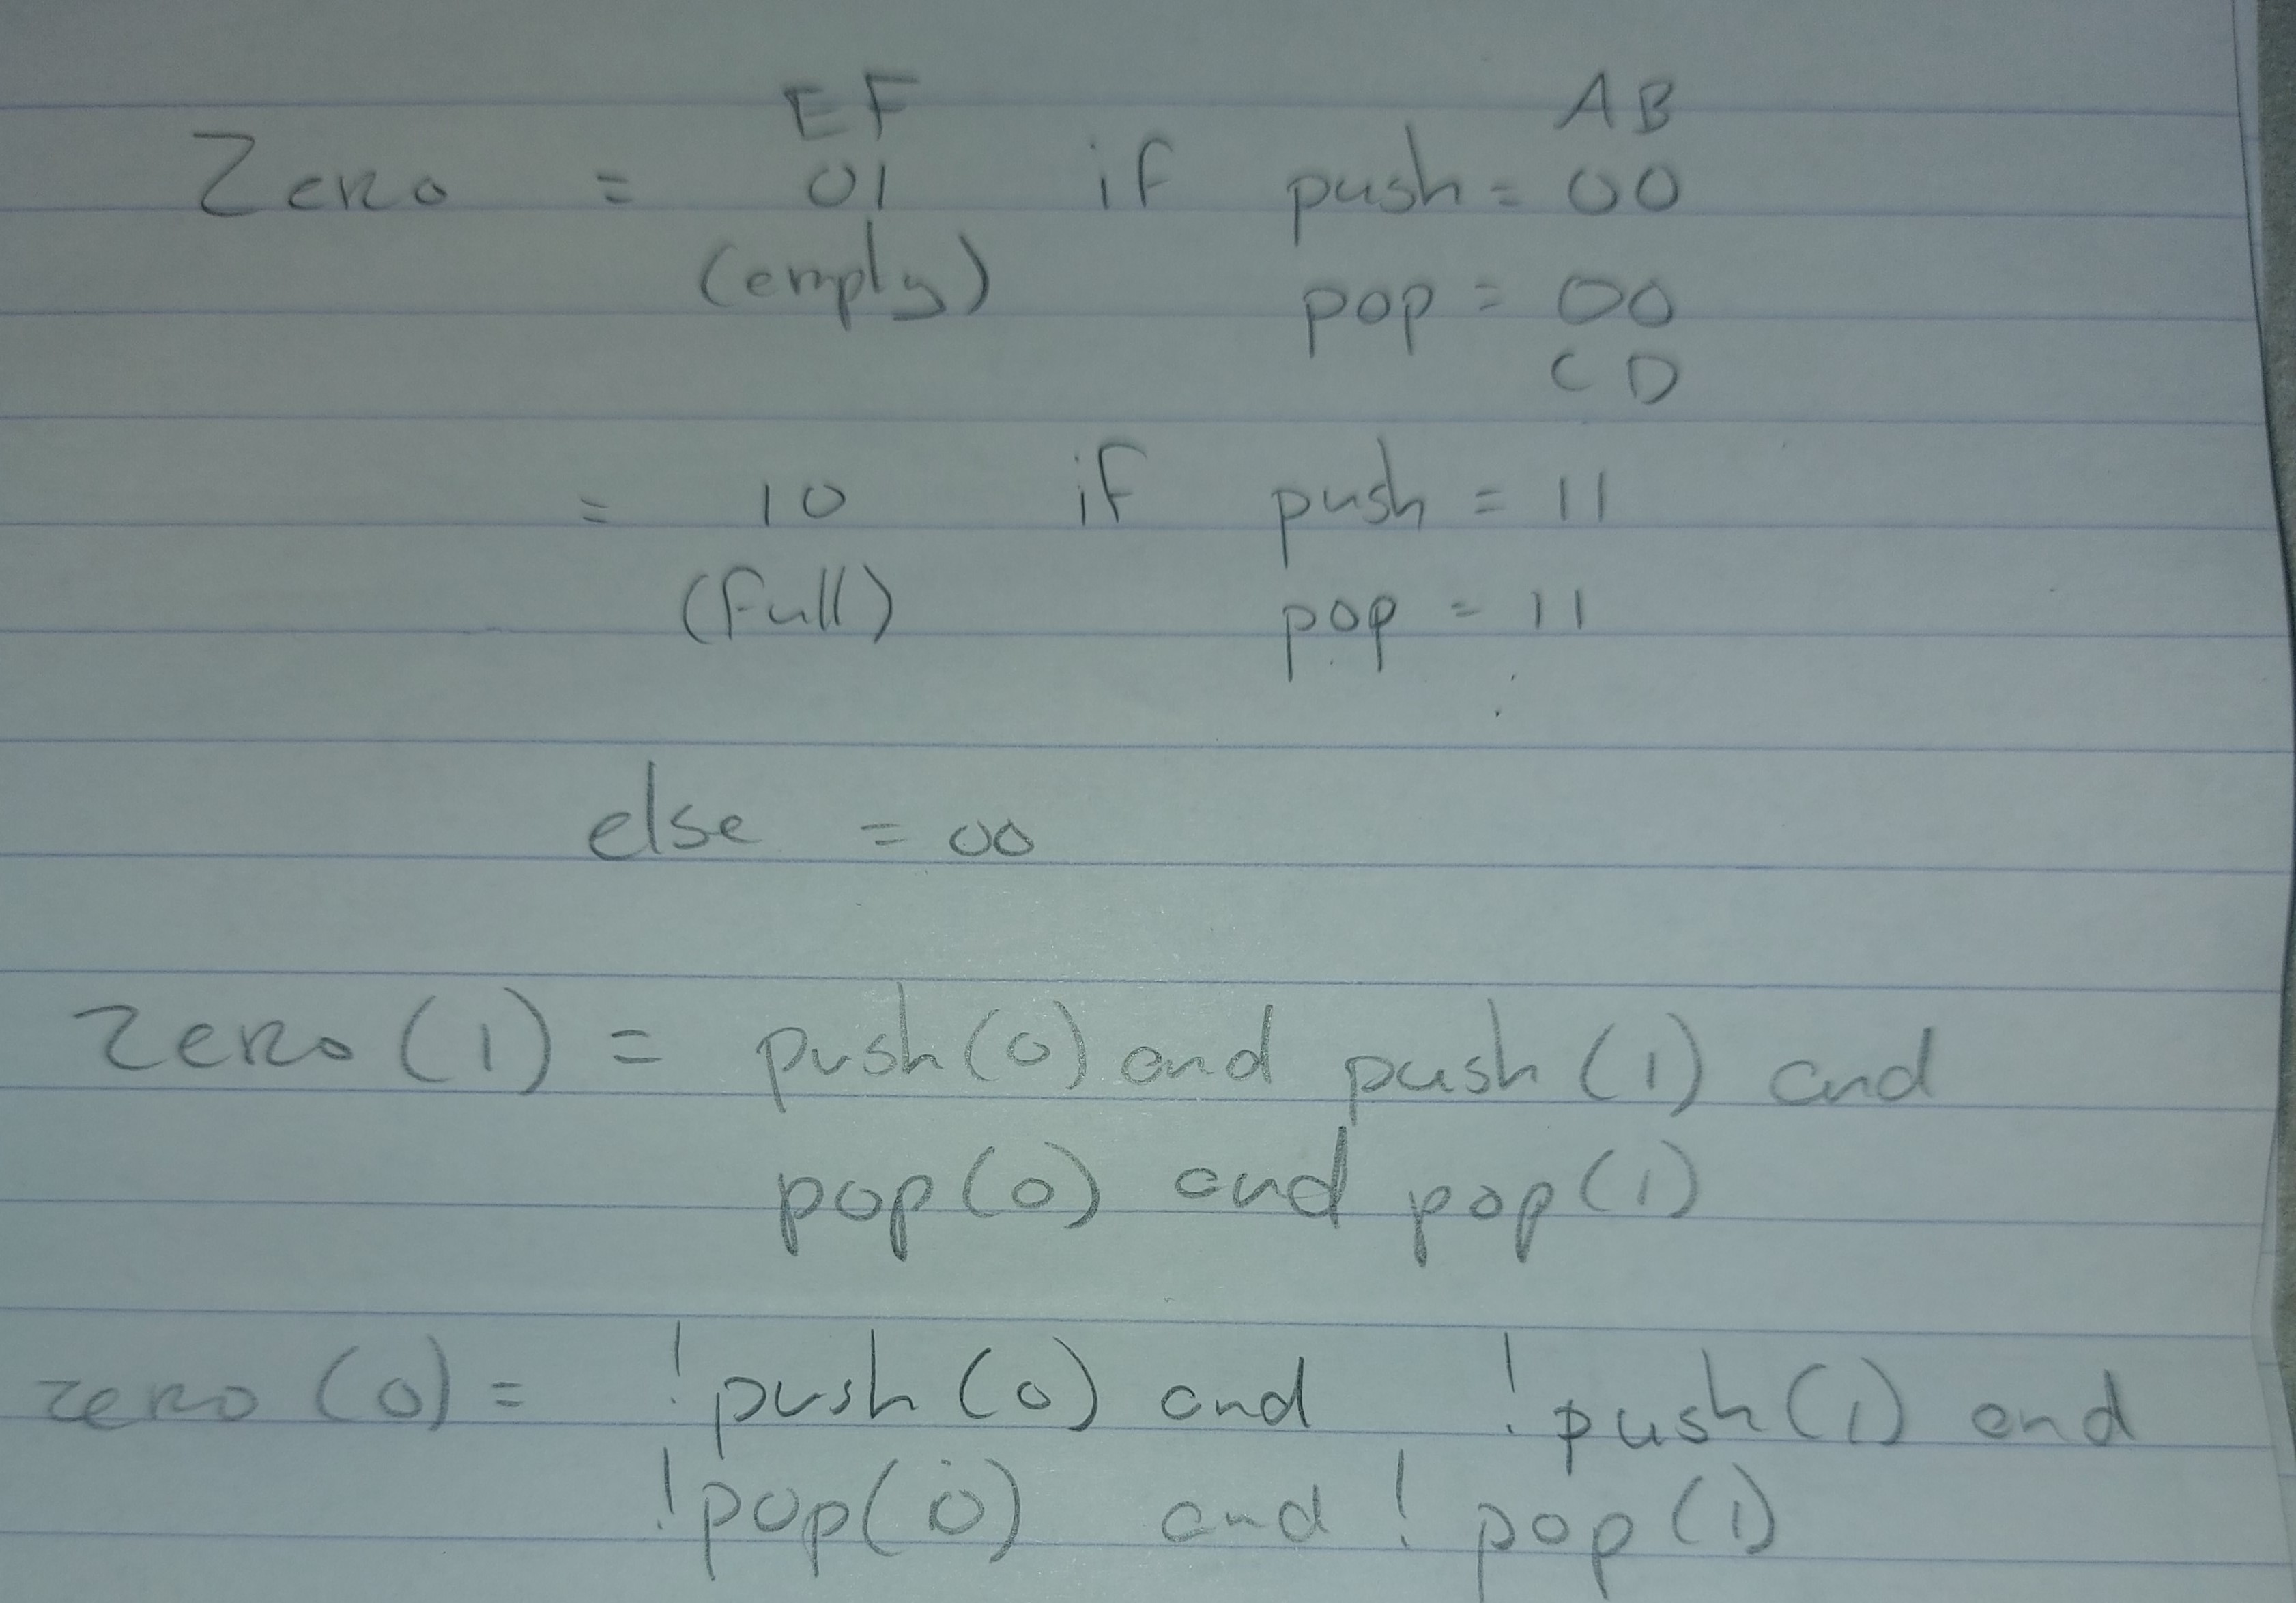 EF AB
Zero = 01 if push = 00
(empty) pop = 00
CD
= 10 if push = 11
(full) pop = 11
else = 00
Zero (1) = push(0) and push (1) and
pop(0) and pop(1)
zero (0) = !push(0) and !push(1) and
!pop(0) and ! pop(1)